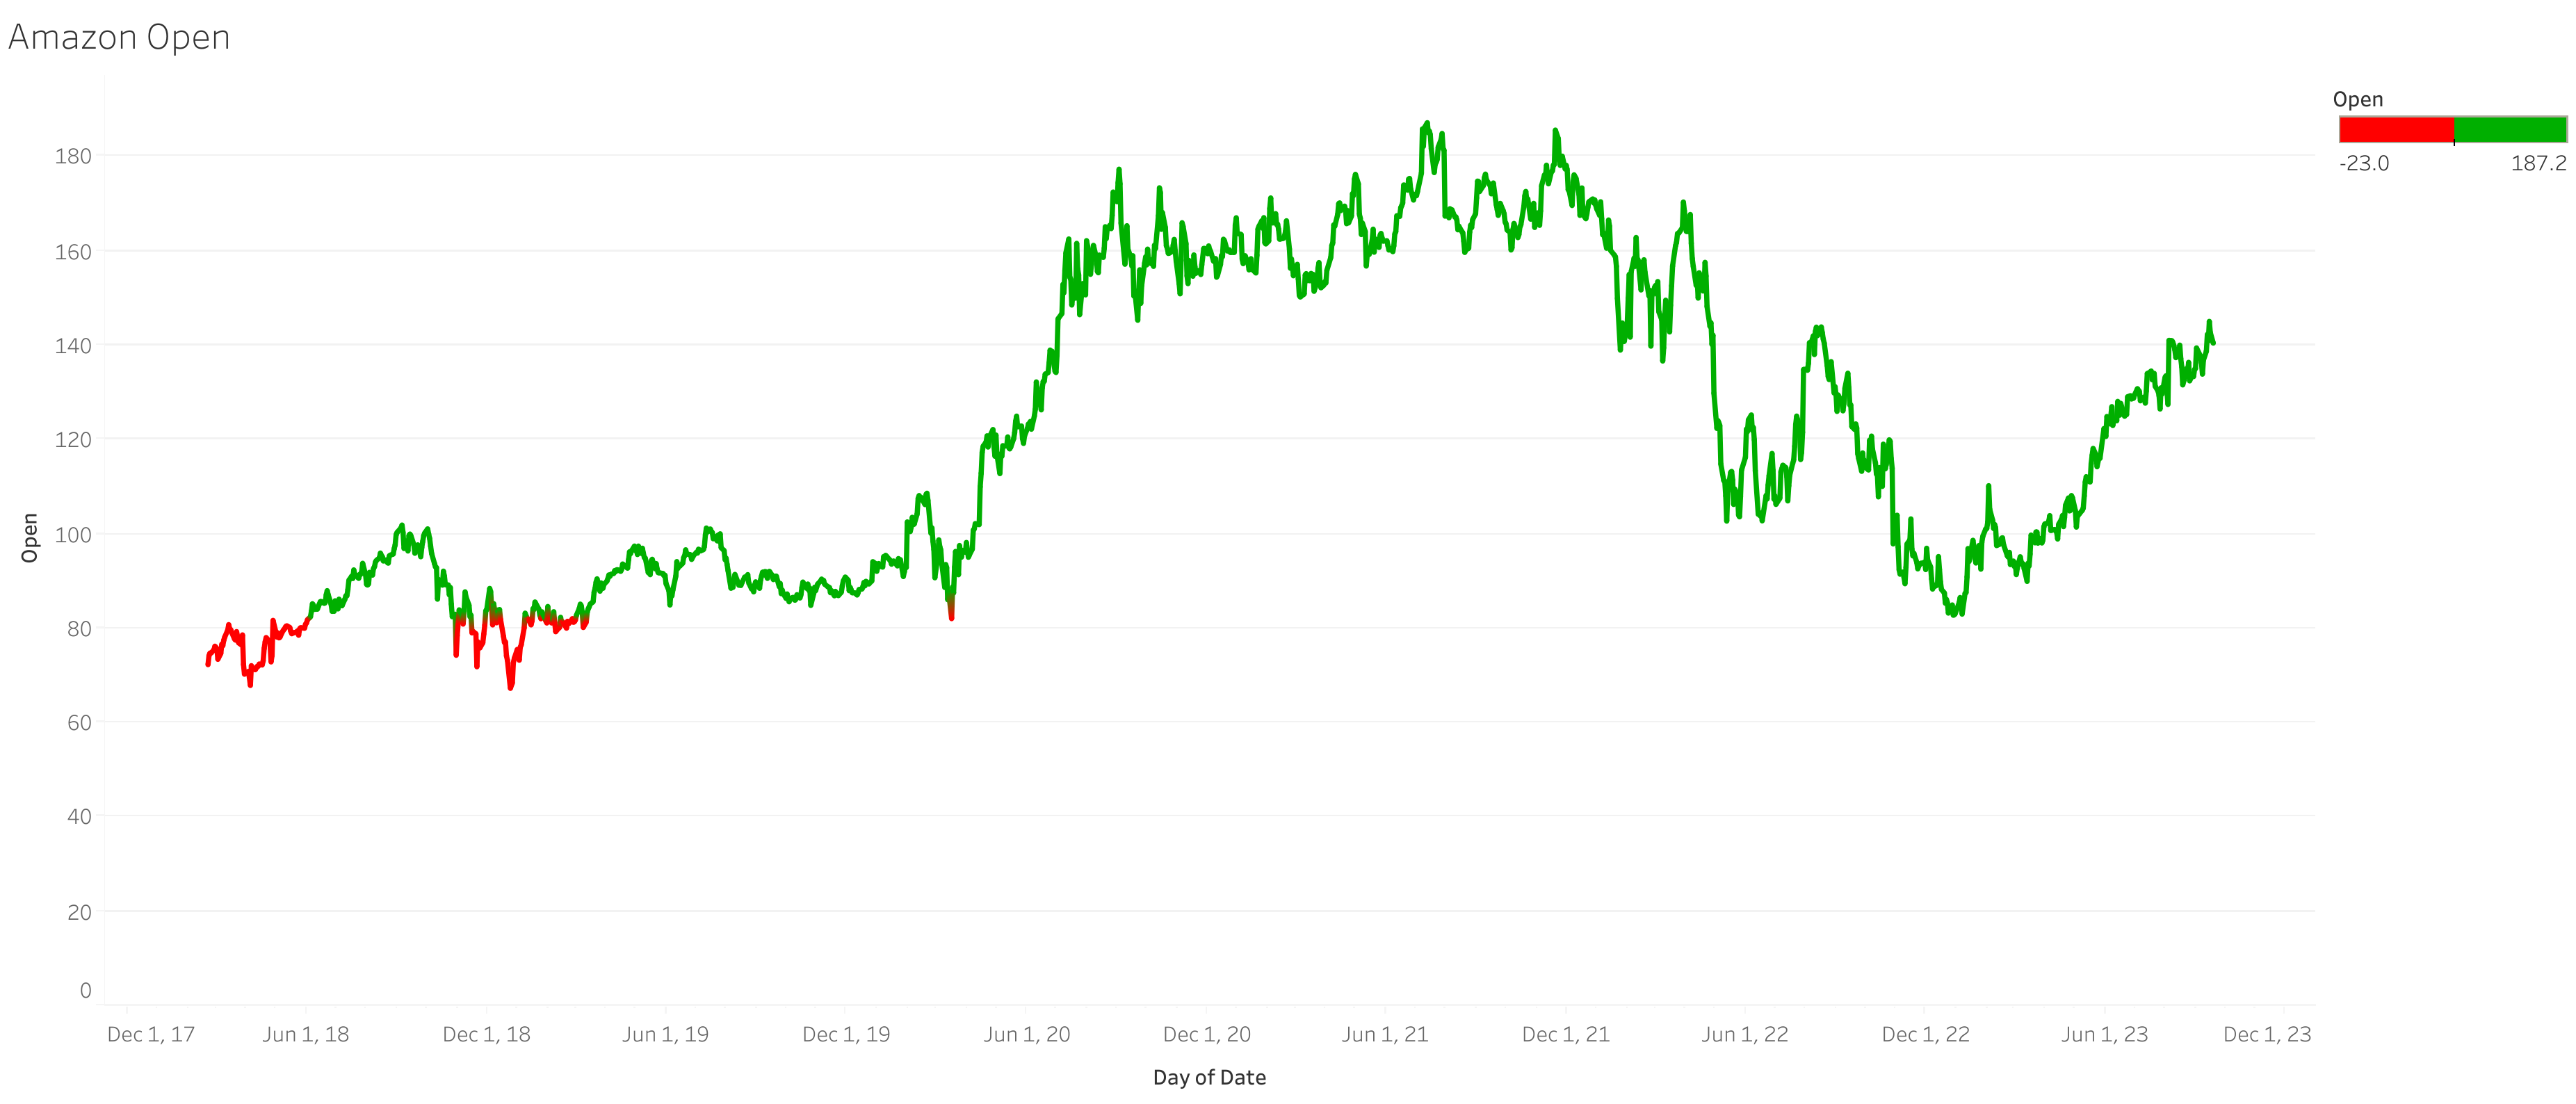 Amazon Open
Open
-23.0 187.2
180
160
140
120
100
80
60
40
20
0
Open
Dec 1, 17 Jun 1, 18 Dec 1, 18 Jun 1, 19 Dec 1, 19 Jun 1, 20 Dec 1, 20 Jun 1, 21 Dec 1, 21 Jun 1, 22 Dec 1, 22 Jun 1, 23 Dec 1, 23
Day of Date